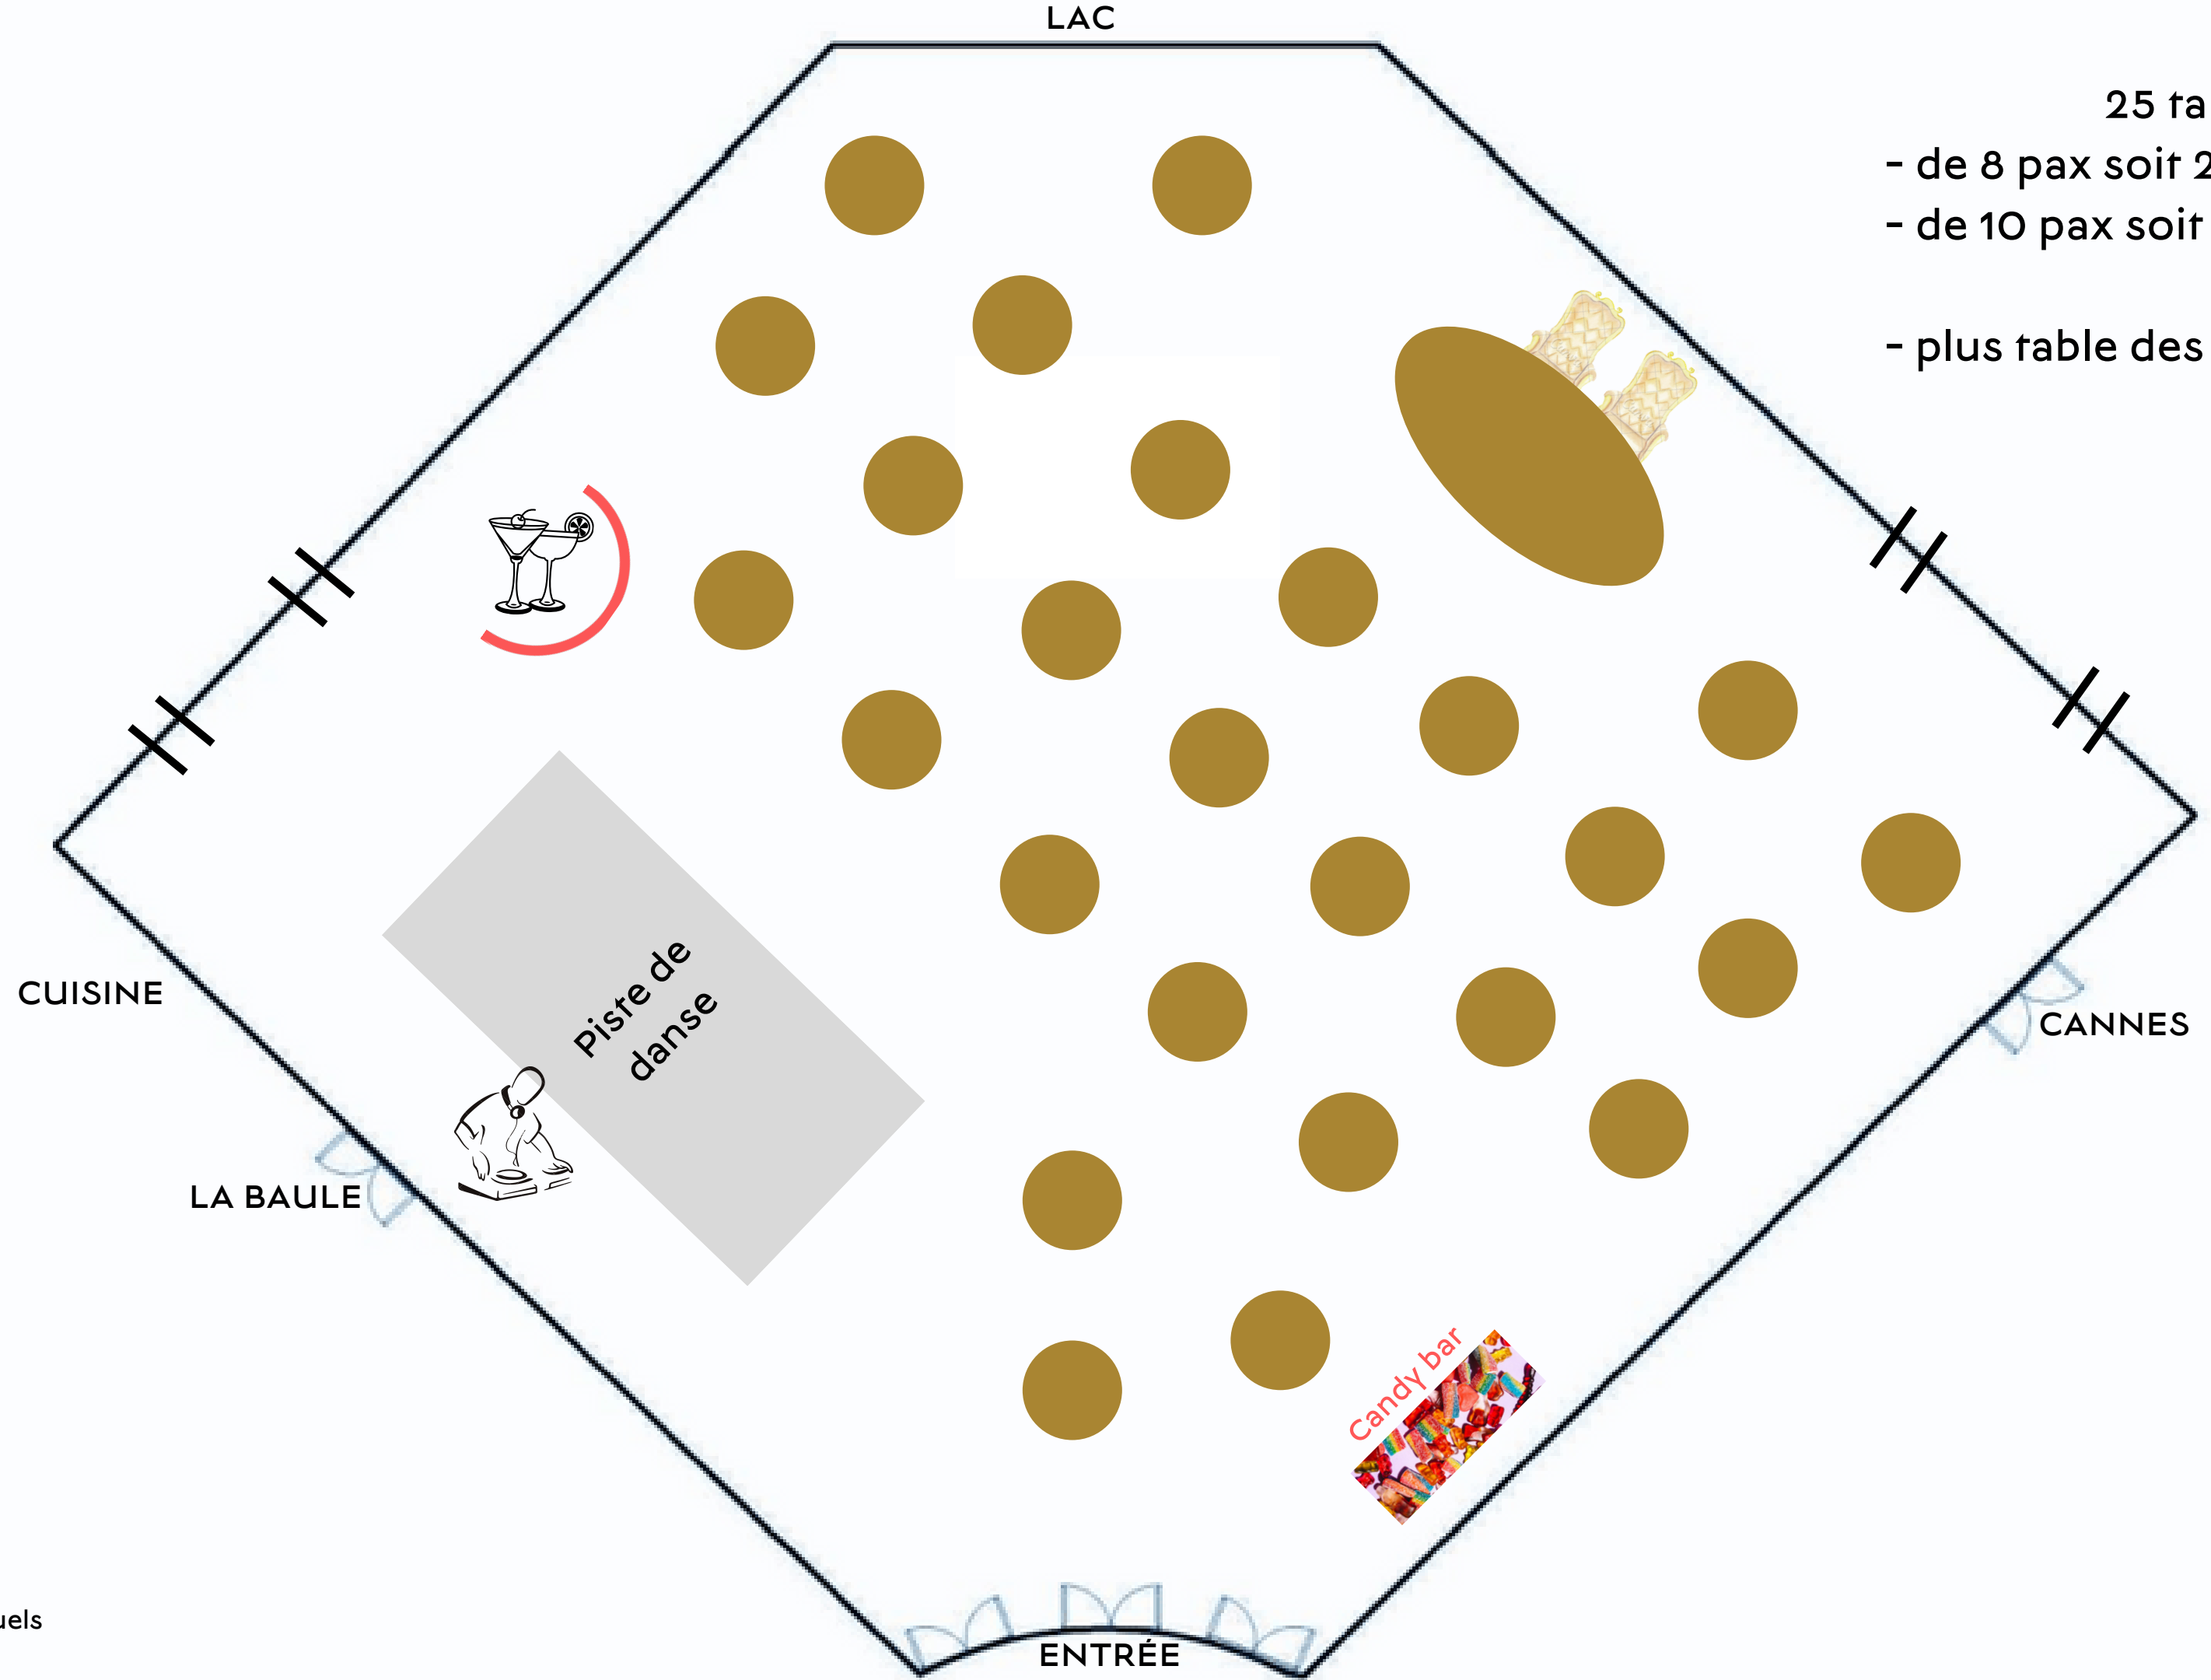 LAC
25 ta
- de 8 pax soit 2
- de 10 pax soit
- plus table des
CUISINE
Piste de
danse
CANNES
LA BAULE
Candy bar
uels
ENTRÉE